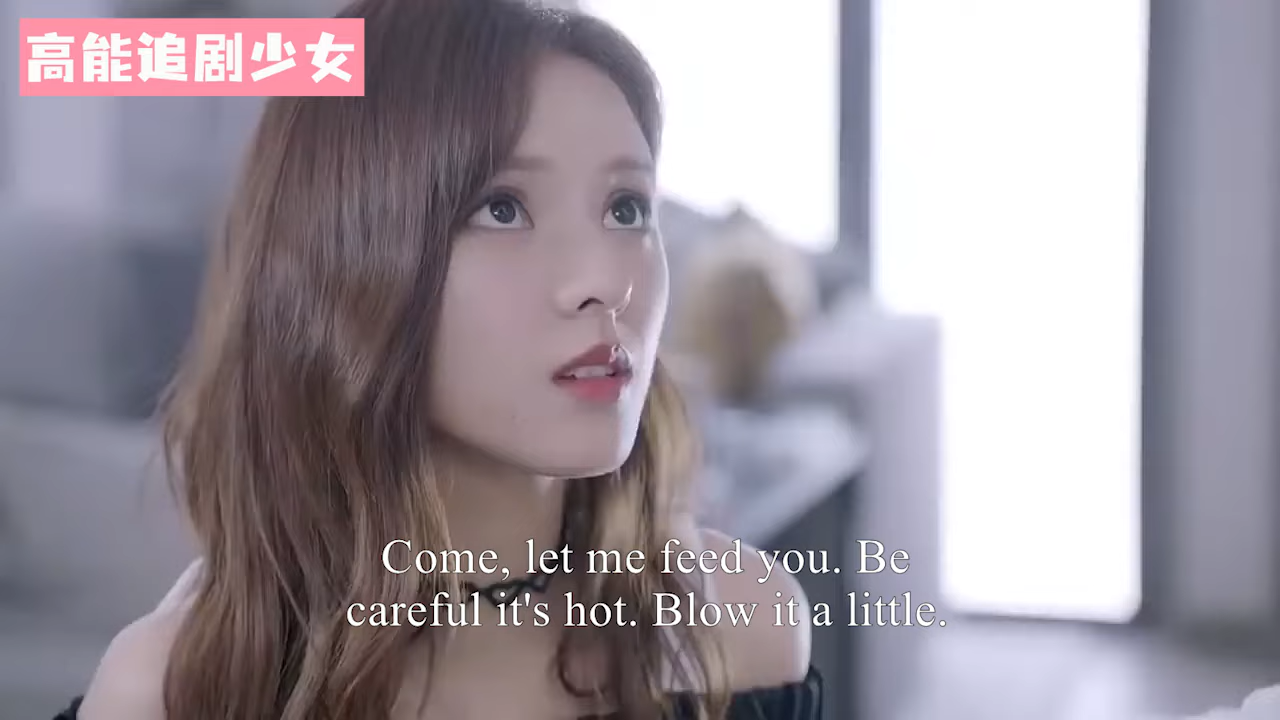 高能追剧少女
Come, let me feed you. Be
careful it's hot. Blow it a little.